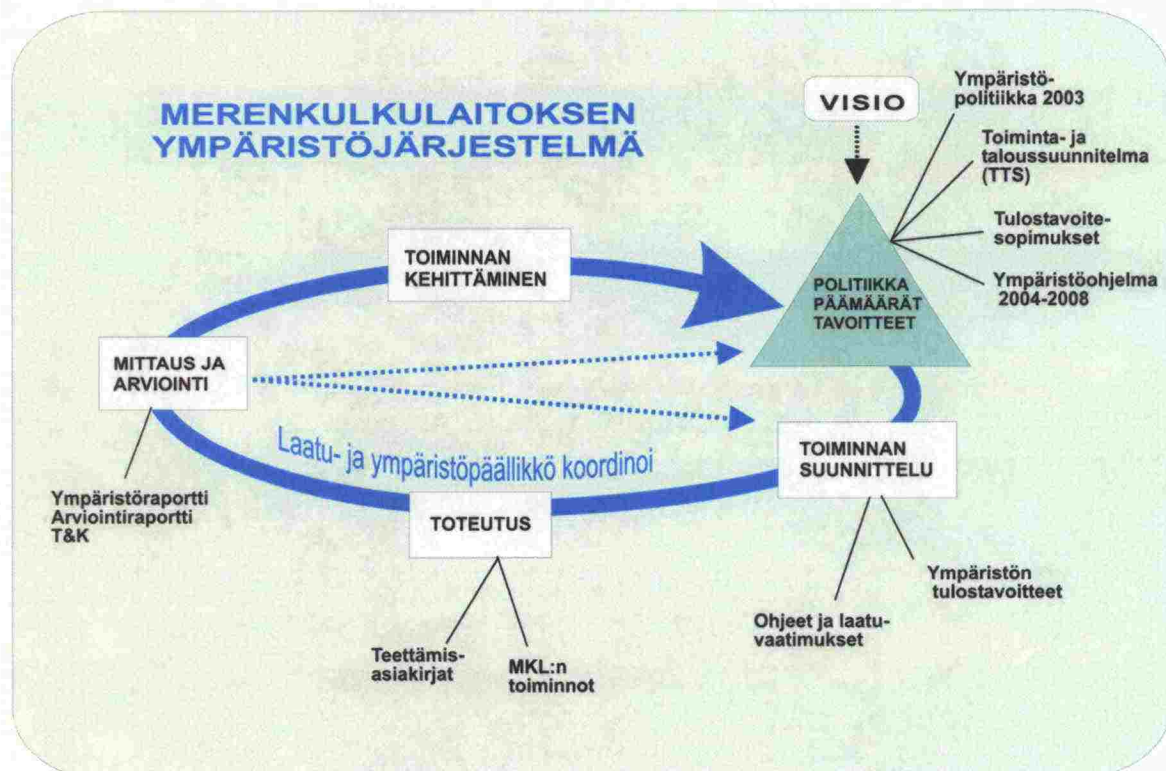 MERENKULKULAITOKSEN
YMPÄRISTÖJÄRJESTELMÄ
VISIO
Ympäristö-
politiikka 2003
Toiminta- ja
taloussuunnitelma
(TTS)
Tulostavoite-
sopimukset
Ympäristöohjelma
2004-2008
TOIMINNAN
KEHITTÄMINEN
POLITIIKKA
PÄÄMÄÄRÄT
TAVOITTEET
MITTAUS JA
ARVIOINTI
Laatu- ja ympäristöpäällikkö koordinoi
TOIMINNAN
SUUNNITTELU
Ympäristöraportti
Arviointiraportti
T&K
TOTEUTUS
Ympäristön
tulostavoitteet
Ohjeet ja laatu-
vaatimukset
Teettämis-
asiakirjat
MKL:n
toiminnot